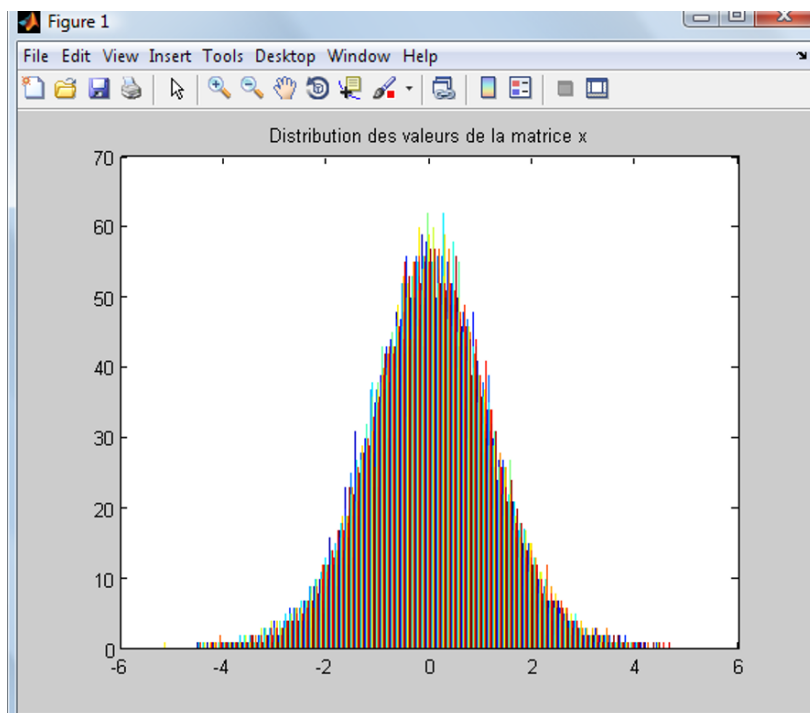 Figure 1
File Edit View Insert Tools Desktop Window Help
Distribution des valeurs de la matrice x
70
60
50
40
30
20
10
0
-6 -4 -2 0 2 4 6